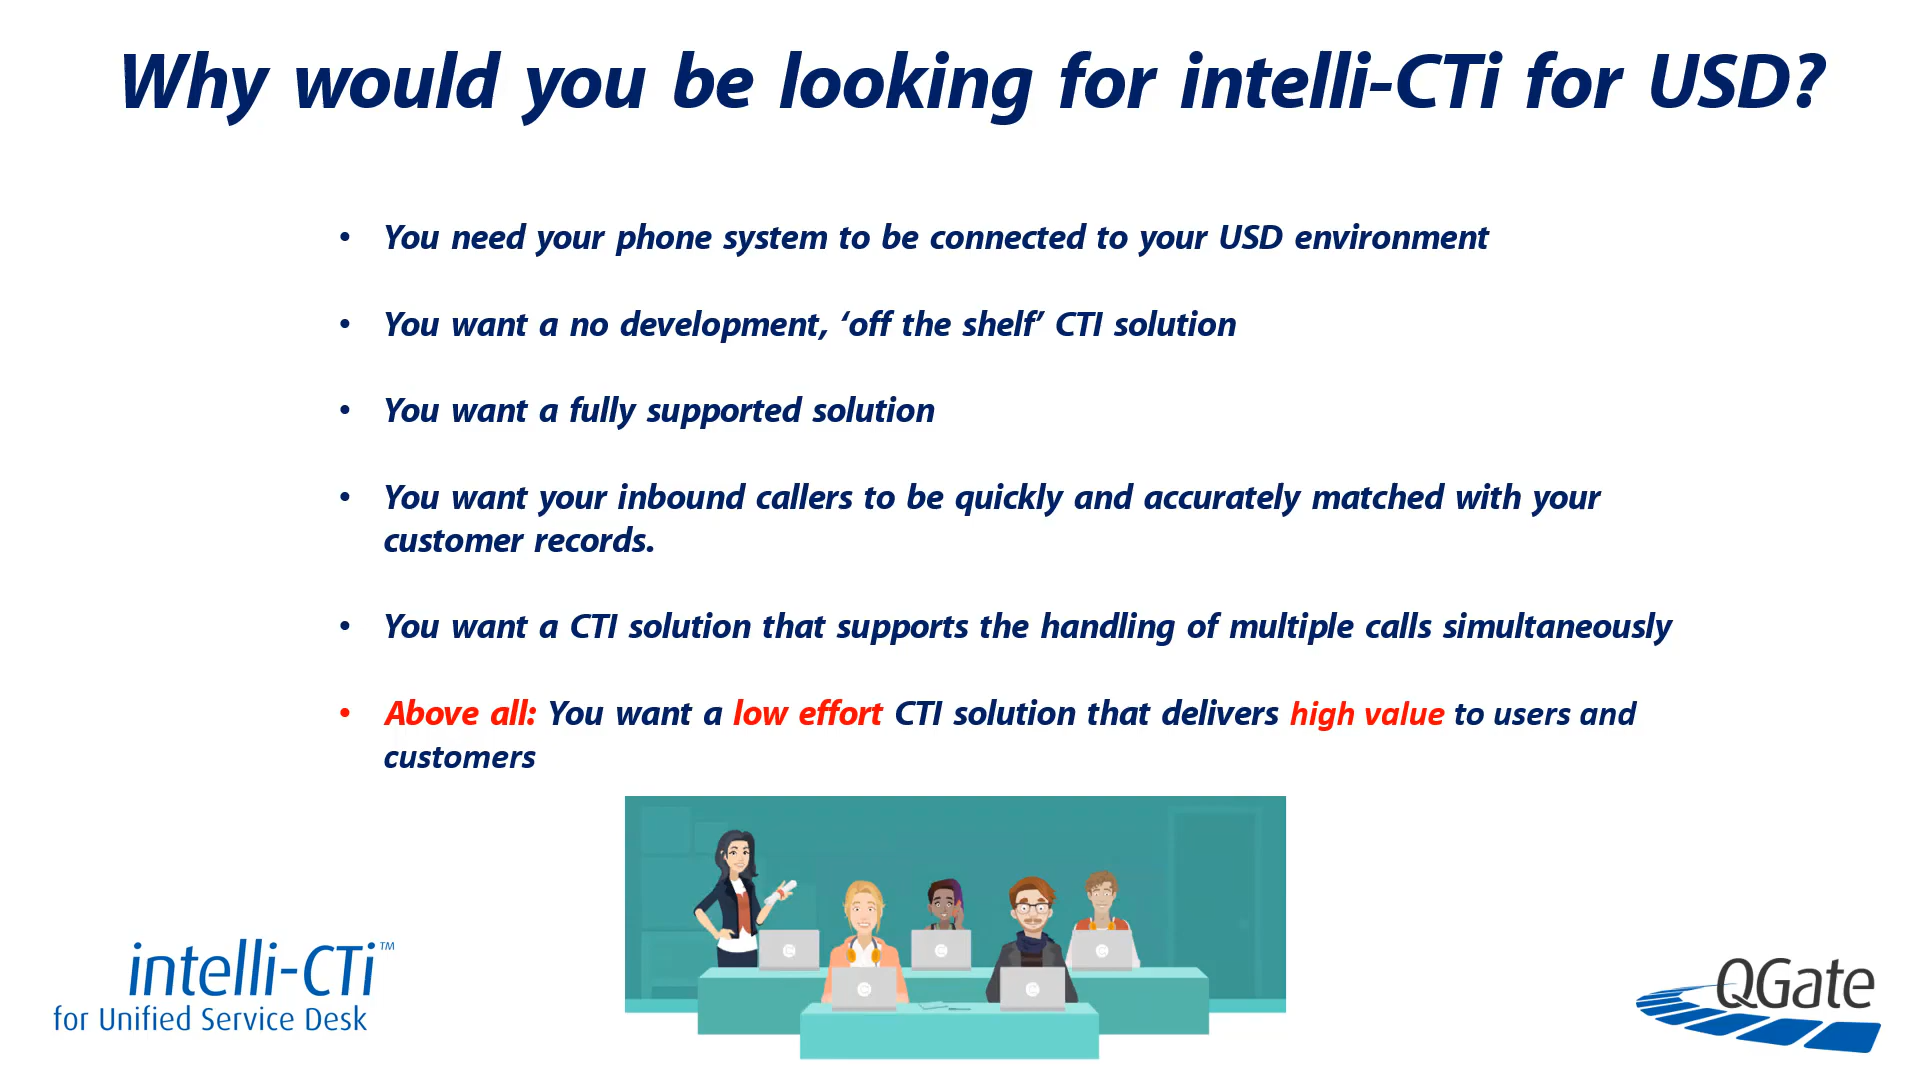 Why would you be looking for intelli-CTi for USD?
• You need your phone system to be connected to your USD environment
• You want a no development, ‘off the shelf’ CTI solution
• You want a fully supported solution
• You want your inbound callers to be quickly and accurately matched with your
customer records.
• You want a CTI solution that supports the handling of multiple calls simultaneously
• Above all: You want a low effort CTI solution that delivers high value to users and
customers
intelli-CTi™
for Unified Service Desk
QGate